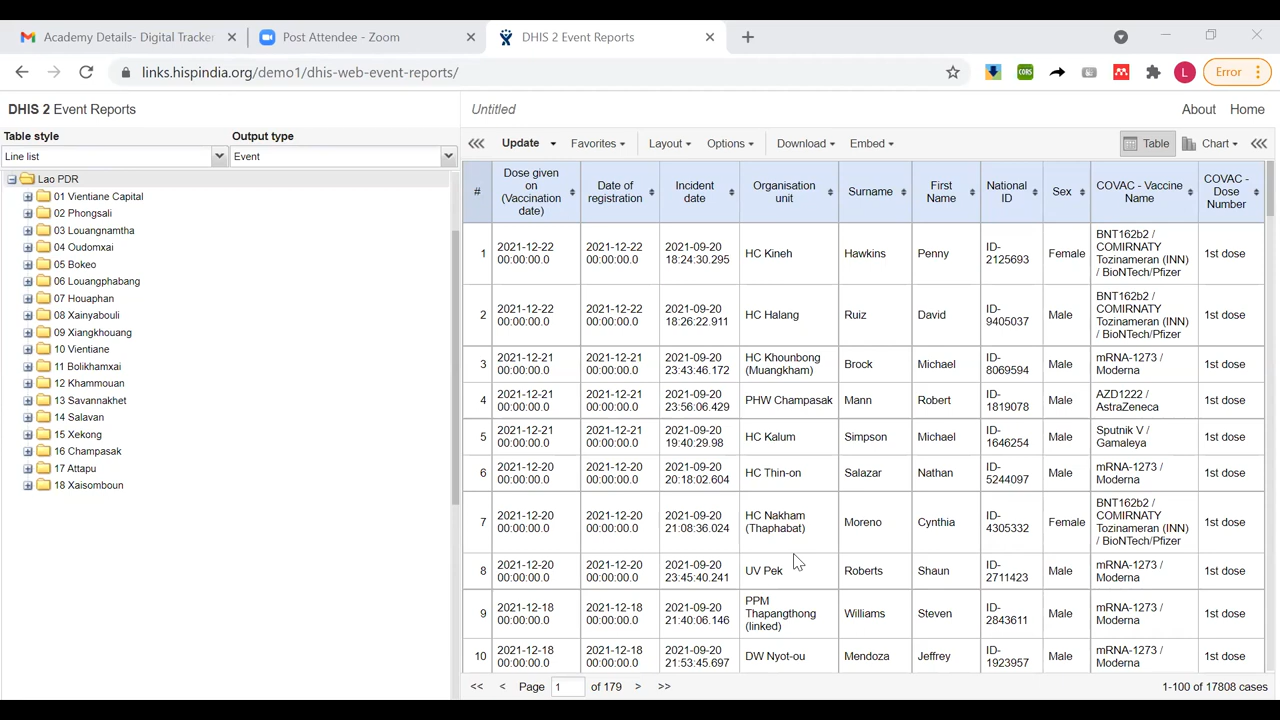 Academy Details- Digital Tracker
Post Attendee - Zoom
DHIS 2 Event Reports
links.hispindia.org/demo1/dhis-web-event-reports/
CORS
L
Error
DHIS 2 Event Reports
Untitled
About Home
Table style Output type
Line list Event
Update Favorites Layout Options Download Embed Table Chart
Lao PDR
01 Vientiane Capital
02 Phongsali
03 Louangnamtha
04 Oudomxai
05 Bokeo
06 Louangphabang
07 Houaphan
08 Xainyabouli
09 Xiangkhouang
10 Vientiane
11 Bolikhamxai
12 Khammouan
13 Savannakhet
14 Salavan
15 Xekong
16 Champasak
17 Attapu
18 Xaisomboun
# Dose given on (Vaccination date) Date of registration Incident date Organisation unit Surname First Name National ID Sex COVAC - Vaccine Name COVAC - Dose Number
1 2021-12-22 00:00:00.0 2021-12-22 00:00:00.0 2021-09-20 18:24:30.295 HC Kineh Hawkins Penny ID-2125693 Female BNT162b2 / COMIRNATY Tozinameran (INN) / BioNTech/Pfizer 1st dose
2 2021-12-22 00:00:00.0 2021-12-22 00:00:00.0 2021-09-20 18:26:22.911 HC Halang Ruiz David ID-9405037 Male BNT162b2 / COMIRNATY Tozinameran (INN) / BioNTech/Pfizer 1st dose
3 2021-12-21 00:00:00.0 2021-12-21 00:00:00.0 2021-09-20 23:43:46.172 HC Khounbong (Muangkham) Brock Michael ID-8069594 Male mRNA-1273 / Moderna 1st dose
4 2021-12-21 00:00:00.0 2021-12-21 00:00:00.0 2021-09-20 23:56:06.429 PHW Champasak Mann Robert ID-1819078 Male AZD1222 / AstraZeneca 1st dose
5 2021-12-21 00:00:00.0 2021-12-21 00:00:00.0 2021-09-20 19:40:29.98 HC Kalum Simpson Michael ID-1646254 Male Sputnik V / Gamaleya 1st dose
6 2021-12-20 00:00:00.0 2021-12-20 00:00:00.0 2021-09-20 20:18:02.604 HC Thin-on Salazar Nathan ID-5244097 Male mRNA-1273 / Moderna 1st dose
7 2021-12-20 00:00:00.0 2021-12-20 00:00:00.0 2021-09-20 21:08:36.024 HC Nakham (Thaphabat) Moreno Cynthia ID-4305332 Female BNT162b2 / COMIRNATY Tozinameran (INN) / BioNTech/Pfizer 1st dose
8 2021-12-20 00:00:00.0 2021-12-20 00:00:00.0 2021-09-20 23:45:40.241 UV Pek Roberts Shaun ID-2711423 Male mRNA-1273 / Moderna 1st dose
9 2021-12-18 00:00:00.0 2021-12-18 00:00:00.0 2021-09-20 21:40:06.146 PPM Thapangthong (linked) Williams Steven ID-2843611 Male mRNA-1273 / Moderna 1st dose
10 2021-12-18 00:00:00.0 2021-12-18 00:00:00.0 2021-09-20 21:53:45.697 DW Nyot-ou Mendoza Jeffrey ID-1923957 Male mRNA-1273 / Moderna 1st dose
<< < Page 1 of 179 > >> 1-100 of 17808 cases